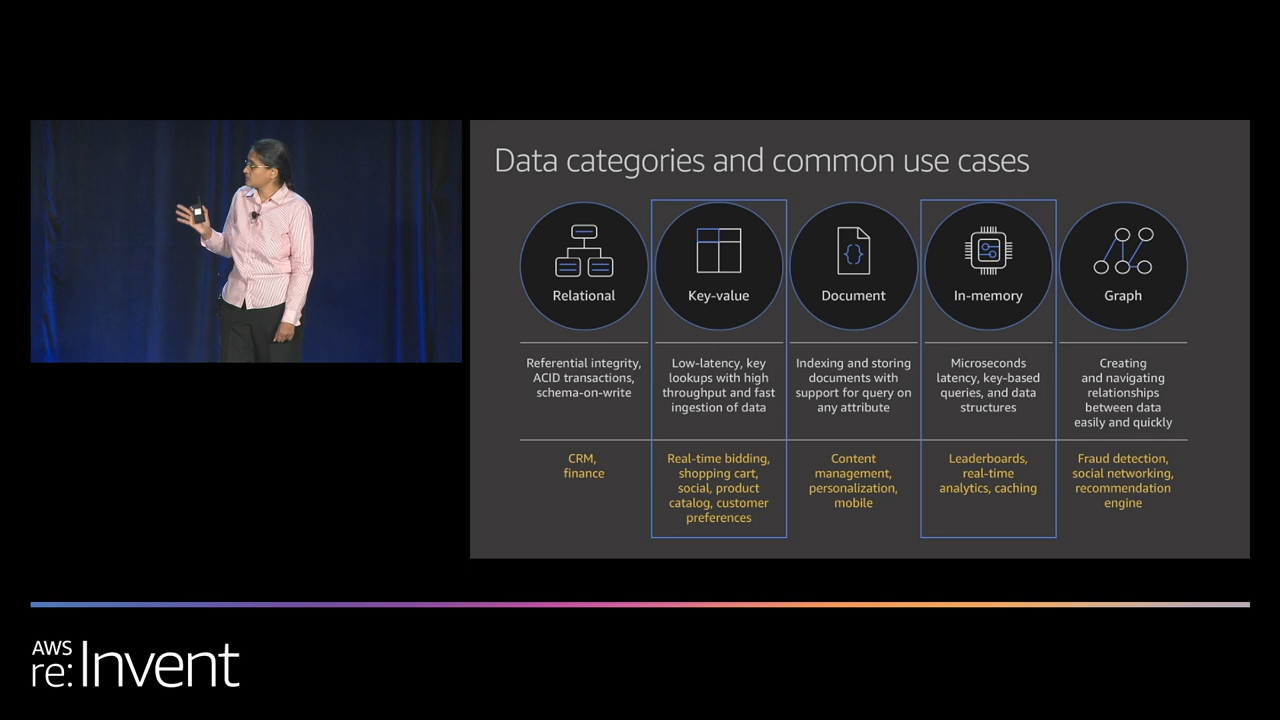 Data categories and common use cases
Relational
Key-value
Document
{}
In-memory
Graph
Referential integrity,
ACID transactions,
schema-on-write
Low-latency, key
lookups with high
throughput and fast
ingestion of data
Indexing and storing
documents with
support for query on
any attribute
Microseconds
latency, key-based
queries, and data
structures
Creating
and navigating
relationships
between data
easily and quickly
CRM,
finance
Real-time bidding,
shopping cart,
social, product
catalog, customer
preferences
Content
management,
personalization,
mobile
Leaderboards,
real-time
analytics, caching
Fraud detection,
social networking,
recommendation
engine
AWS
re:Invent